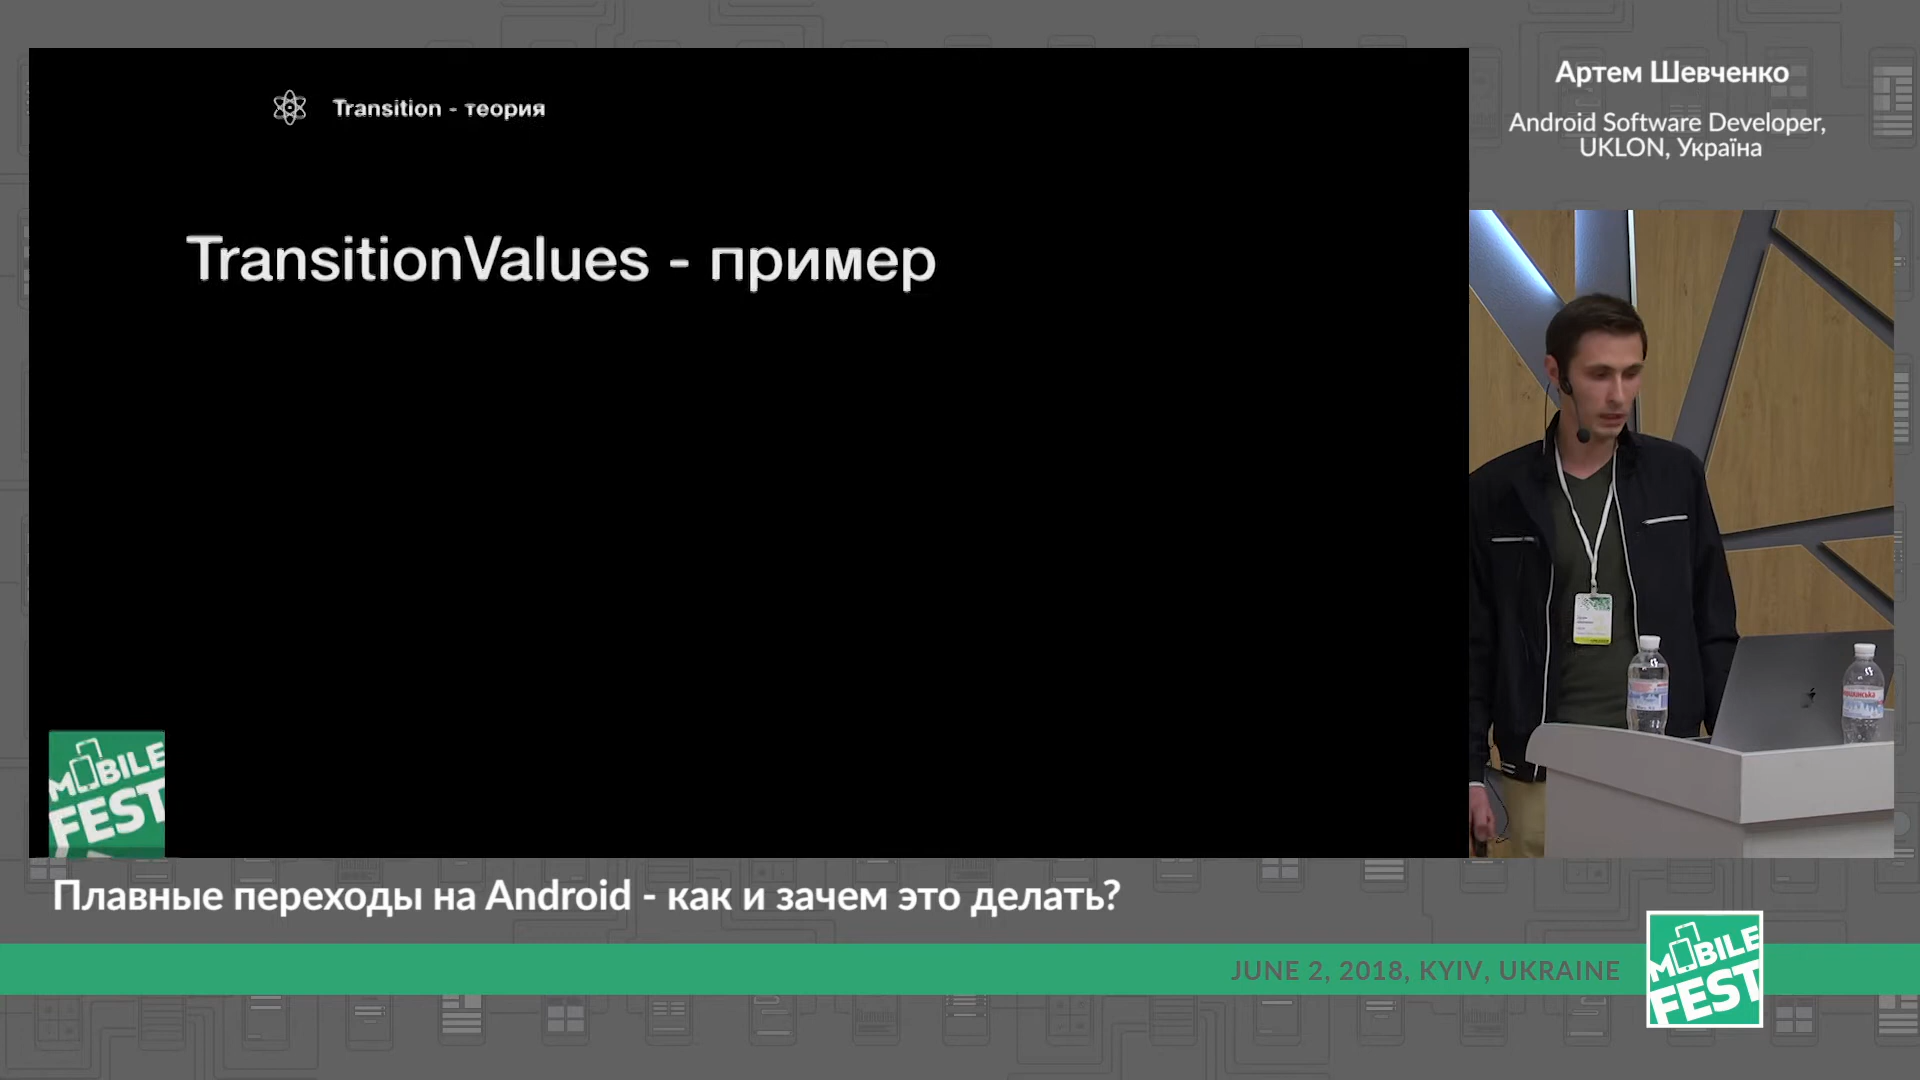 Transition - теория
TransitionValues - пример
MOBILE
FEST
Артем Шевченко
Android Software Developer,
UKLON, Україна
Плавные переходы на Android - как и зачем это делать?
JUNE 2, 2018, KYIV, UKRAINE
MOBILE
FEST